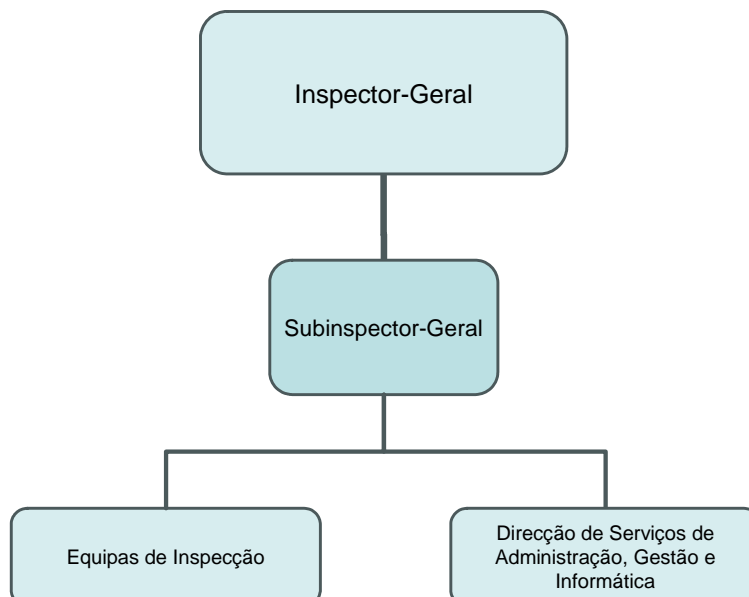 Inspector-Geral
Subinspector-Geral
Equipas de Inspecção
Direcção de Serviços de
Administração, Gestão e
Informática